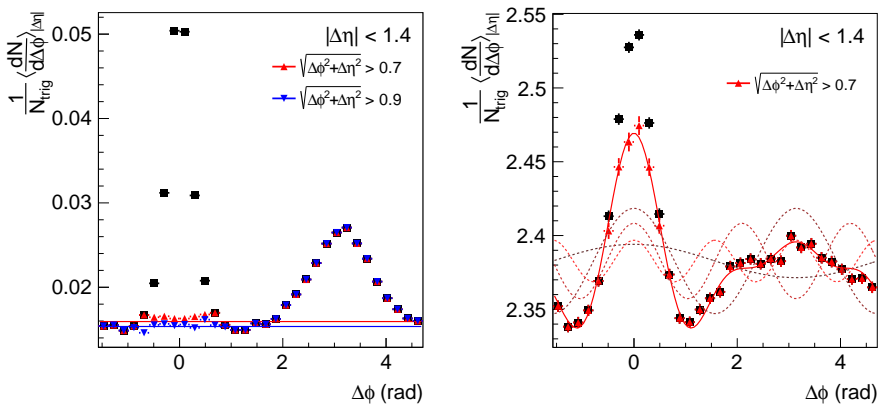 |Δη| < 1.4
√Δϕ²+Δη² > 0.7
√Δϕ²+Δη² > 0.9
1/N_trig ⟨dN/dΔϕ⟩_|Δη|
0.05
0.04
0.03
0.02
0 2 4
Δϕ (rad)
|Δη| < 1.4
√Δϕ²+Δη² > 0.7
1/N_trig ⟨dN/dΔϕ⟩_|Δη|
2.55
2.5
2.45
2.4
2.35
0 2 4
Δϕ (rad)